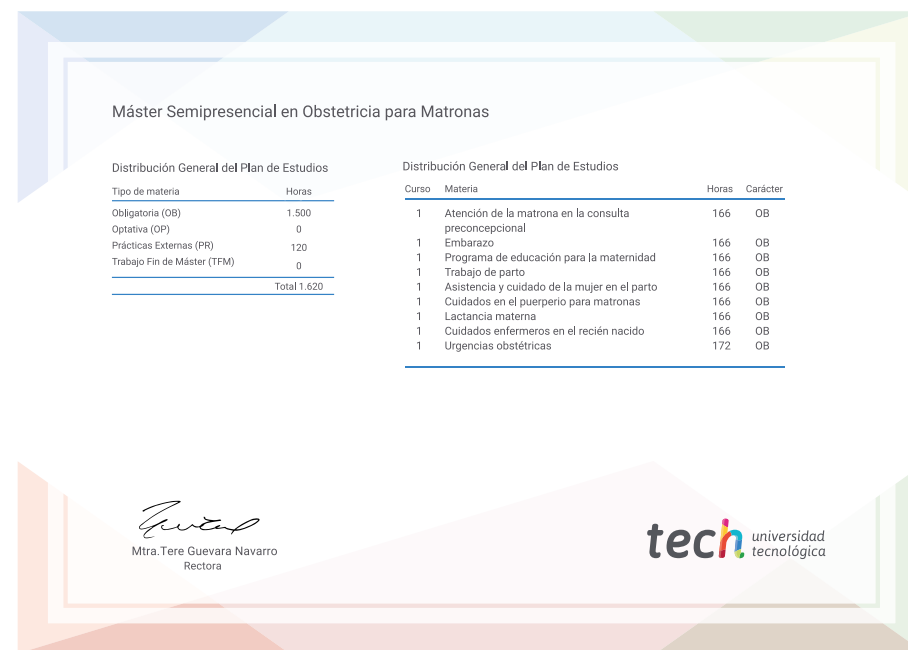 Máster Semipresencial en Obstetricia para Matronas
Distribución General del Plan de Estudios
Tipo de materia Horas
Obligatoria (OB) 1.500
Optativa (OP) 0
Prácticas Externas (PR) 120
Trabajo Fin de Máster (TFM) 0
Total 1.620
Distribución General del Plan de Estudios
Curso Materia Horas Carácter
1 Atención de la matrona en la consulta 166 OB
preconcepcional
1 Embarazo 166 OB
1 Programa de educación para la maternidad 166 OB
1 Trabajo de parto 166 OB
1 Asistencia y cuidado de la mujer en el parto 166 OB
1 Cuidados en el puerperio para matronas 166 OB
1 Lactancia materna 166 OB
1 Cuidados enfermeros en el recién nacido 166 OB
1 Urgencias obstétricas 172 OB
Mtra.Tere Guevara Navarro
Rectora
tech universidad
tecnológica